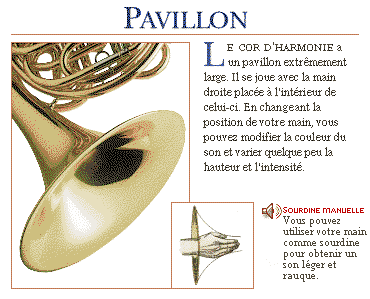 PAVILLON
LE COR D'HARMONIE a
un pavillon extrêmement
large. Il se joue avec la main
droite placée à l'intérieur de
celui-ci. En changeant la
position de votre main, vous
pouvez modifier la couleur du
son et varier quelque peu la
hauteur et l'intensité.
SOURDINE MANUELLE
Vous pouvez
utiliser votre main
comme sourdine
pour obtenir un
son léger et
rauque.